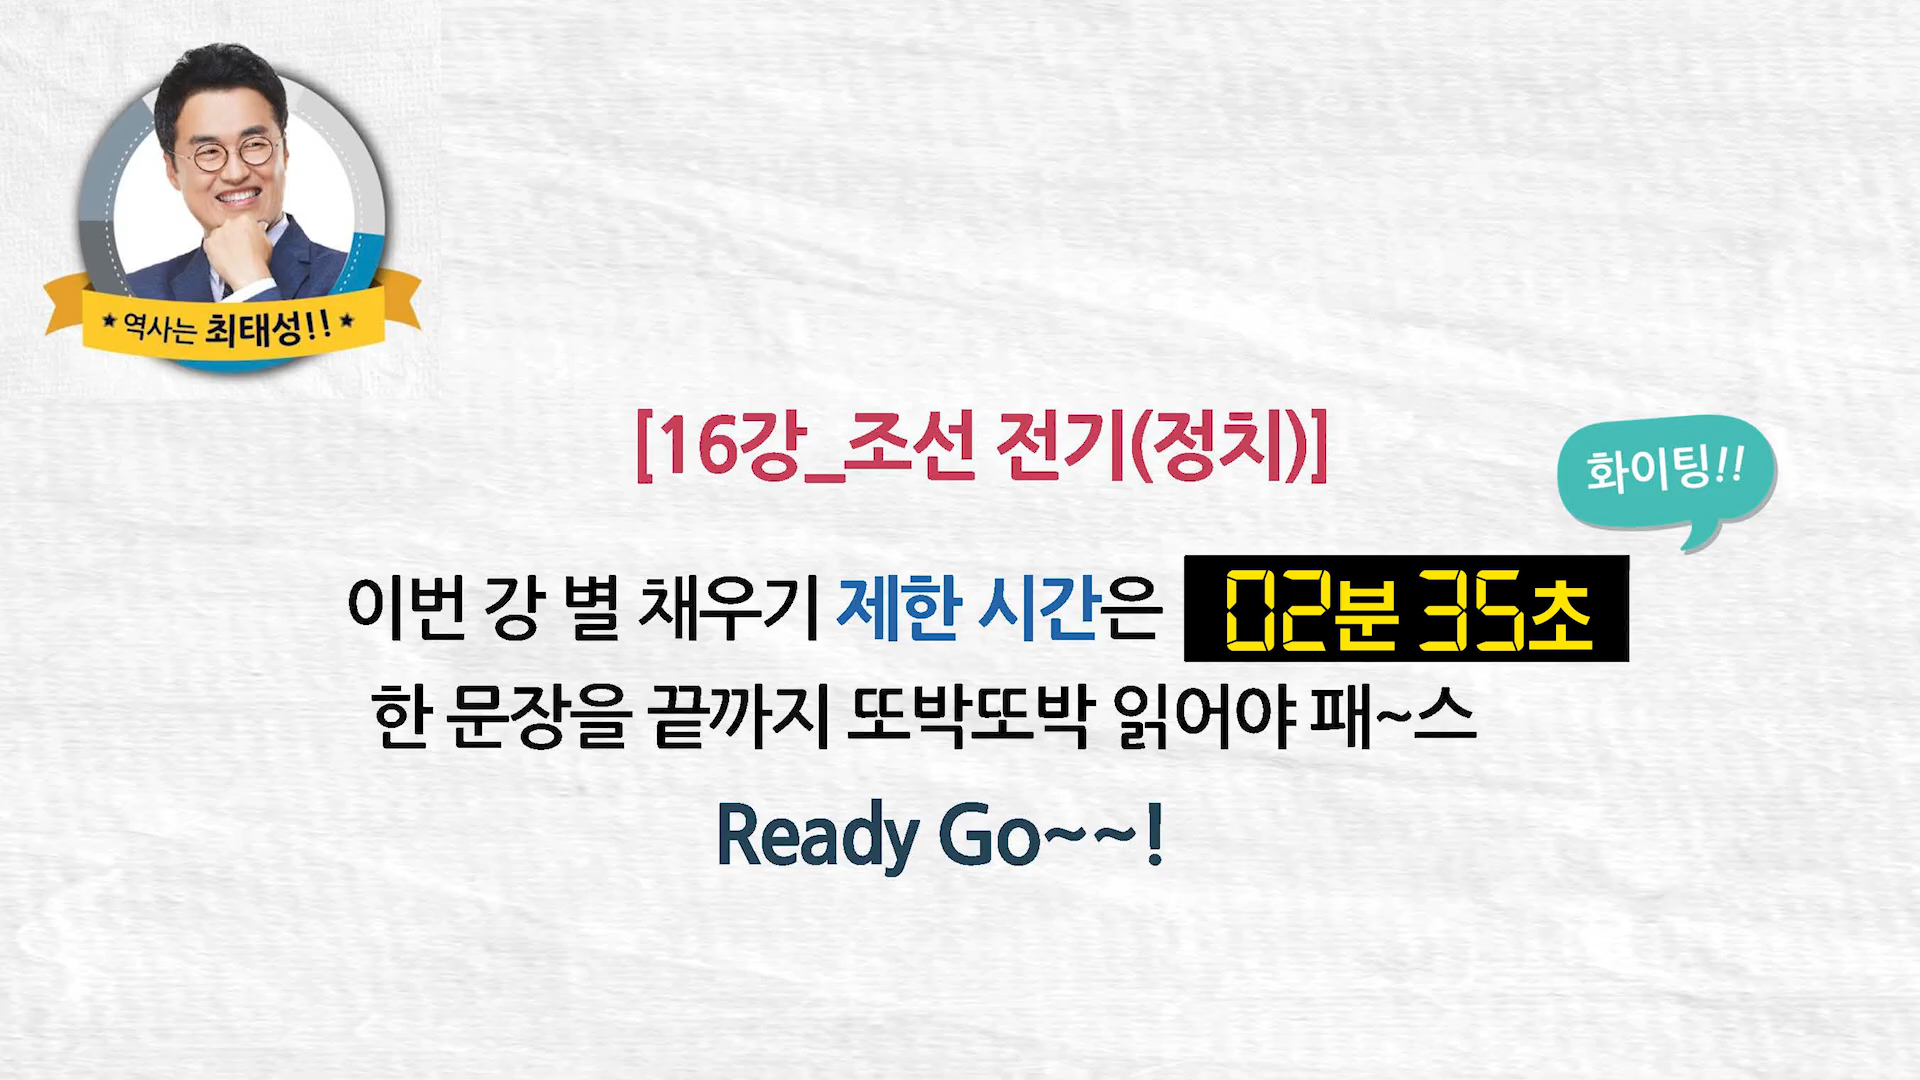 ★ 역사는 최태성!! ★
[16강_조선 전기(정치)]
화이팅!!
이번 강 별 채우기 제한 시간은 02분 35초
한 문장을 끝까지 또박또박 읽어야 패~스
Ready Go~~!